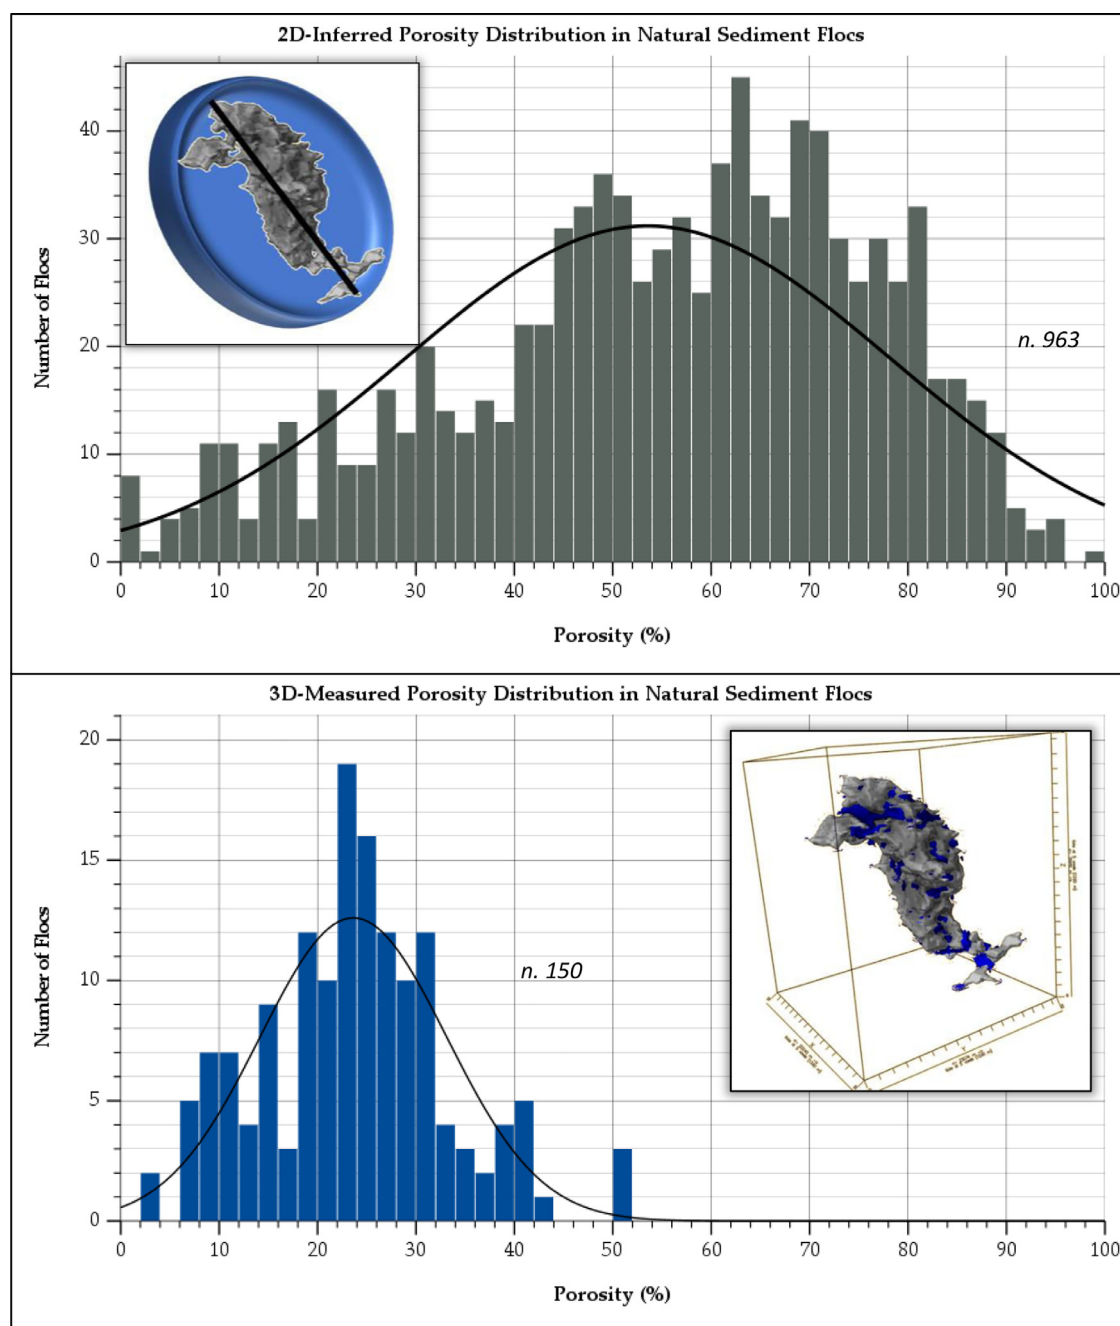 2D-Inferred Porosity Distribution in Natural Sediment Flocs
Number of Flocs
40
30
20
10
0
n. 963
0 10 20 30 40 50 60 70 80 90 100
Porosity (%)
3D-Measured Porosity Distribution in Natural Sediment Flocs
Number of Flocs
20
15
10
5
0
n. 150
0 10 20 30 40 50 60 70 80 90 100
Porosity (%)